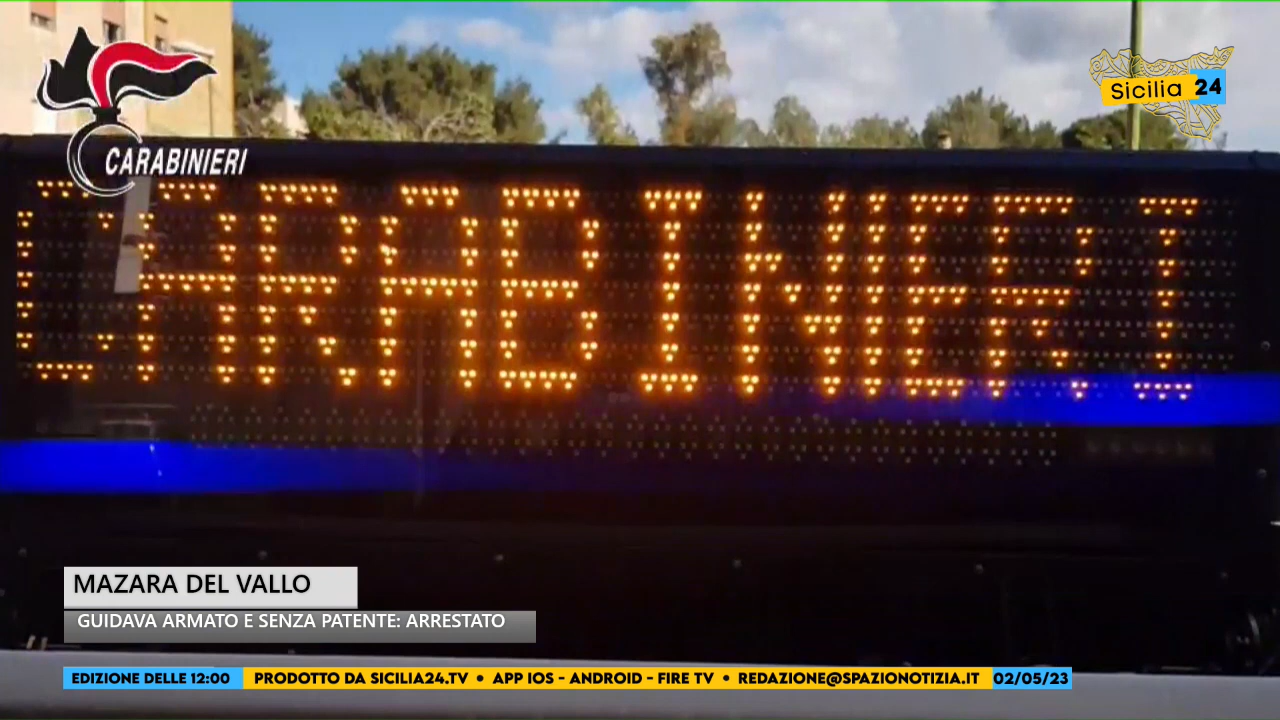 Sicilia 24
CARABINIERI
CARABINIERI
MAZARA DEL VALLO
GUIDAVA ARMATO E SENZA PATENTE: ARRESTATO
EDIZIONE DELLE 12:00 PRODOTTO DA SICILIA24.TV • APP IOS - ANDROID - FIRE TV • REDAZIONE@SPAZIONOTIZIA.IT 02/05/23